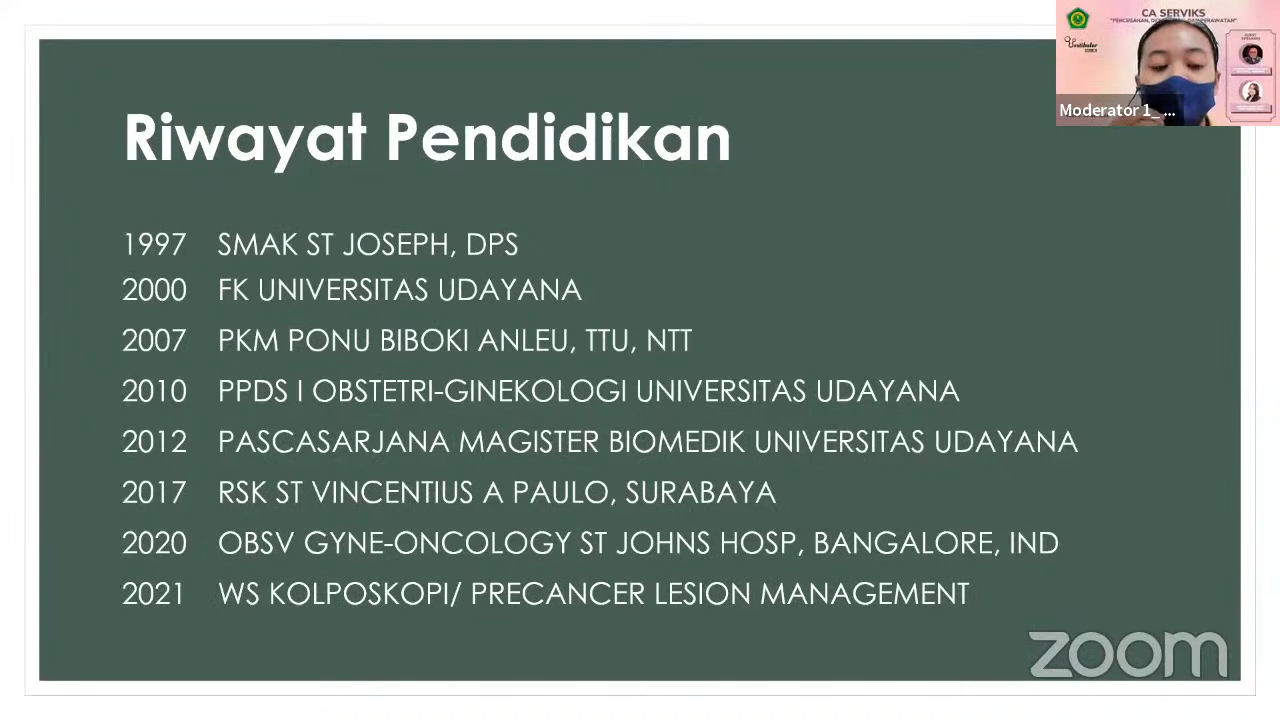 Riwayat Pendidikan
1997 SMAK ST JOSEPH, DPS
2000 FK UNIVERSITAS UDAYANA
2007 PKM PONU BIBOKI ANLEU, TTU, NTT
2010 PPDS I OBSTETRI-GINEKOLOGI UNIVERSITAS UDAYANA
2012 PASCASARJANA MAGISTER BIOMEDIK UNIVERSITAS UDAYANA
2017 RSK ST VINCENTIUS A PAULO, SURABAYA
2020 OBSV GYNE-ONCOLOGY ST JOHNS HOSP, BANGALORE, IND
2021 WS KOLPOSKOPI/ PRECANCER LESION MANAGEMENT
CA SERVIKS
Moderator 1_ ...
zoom